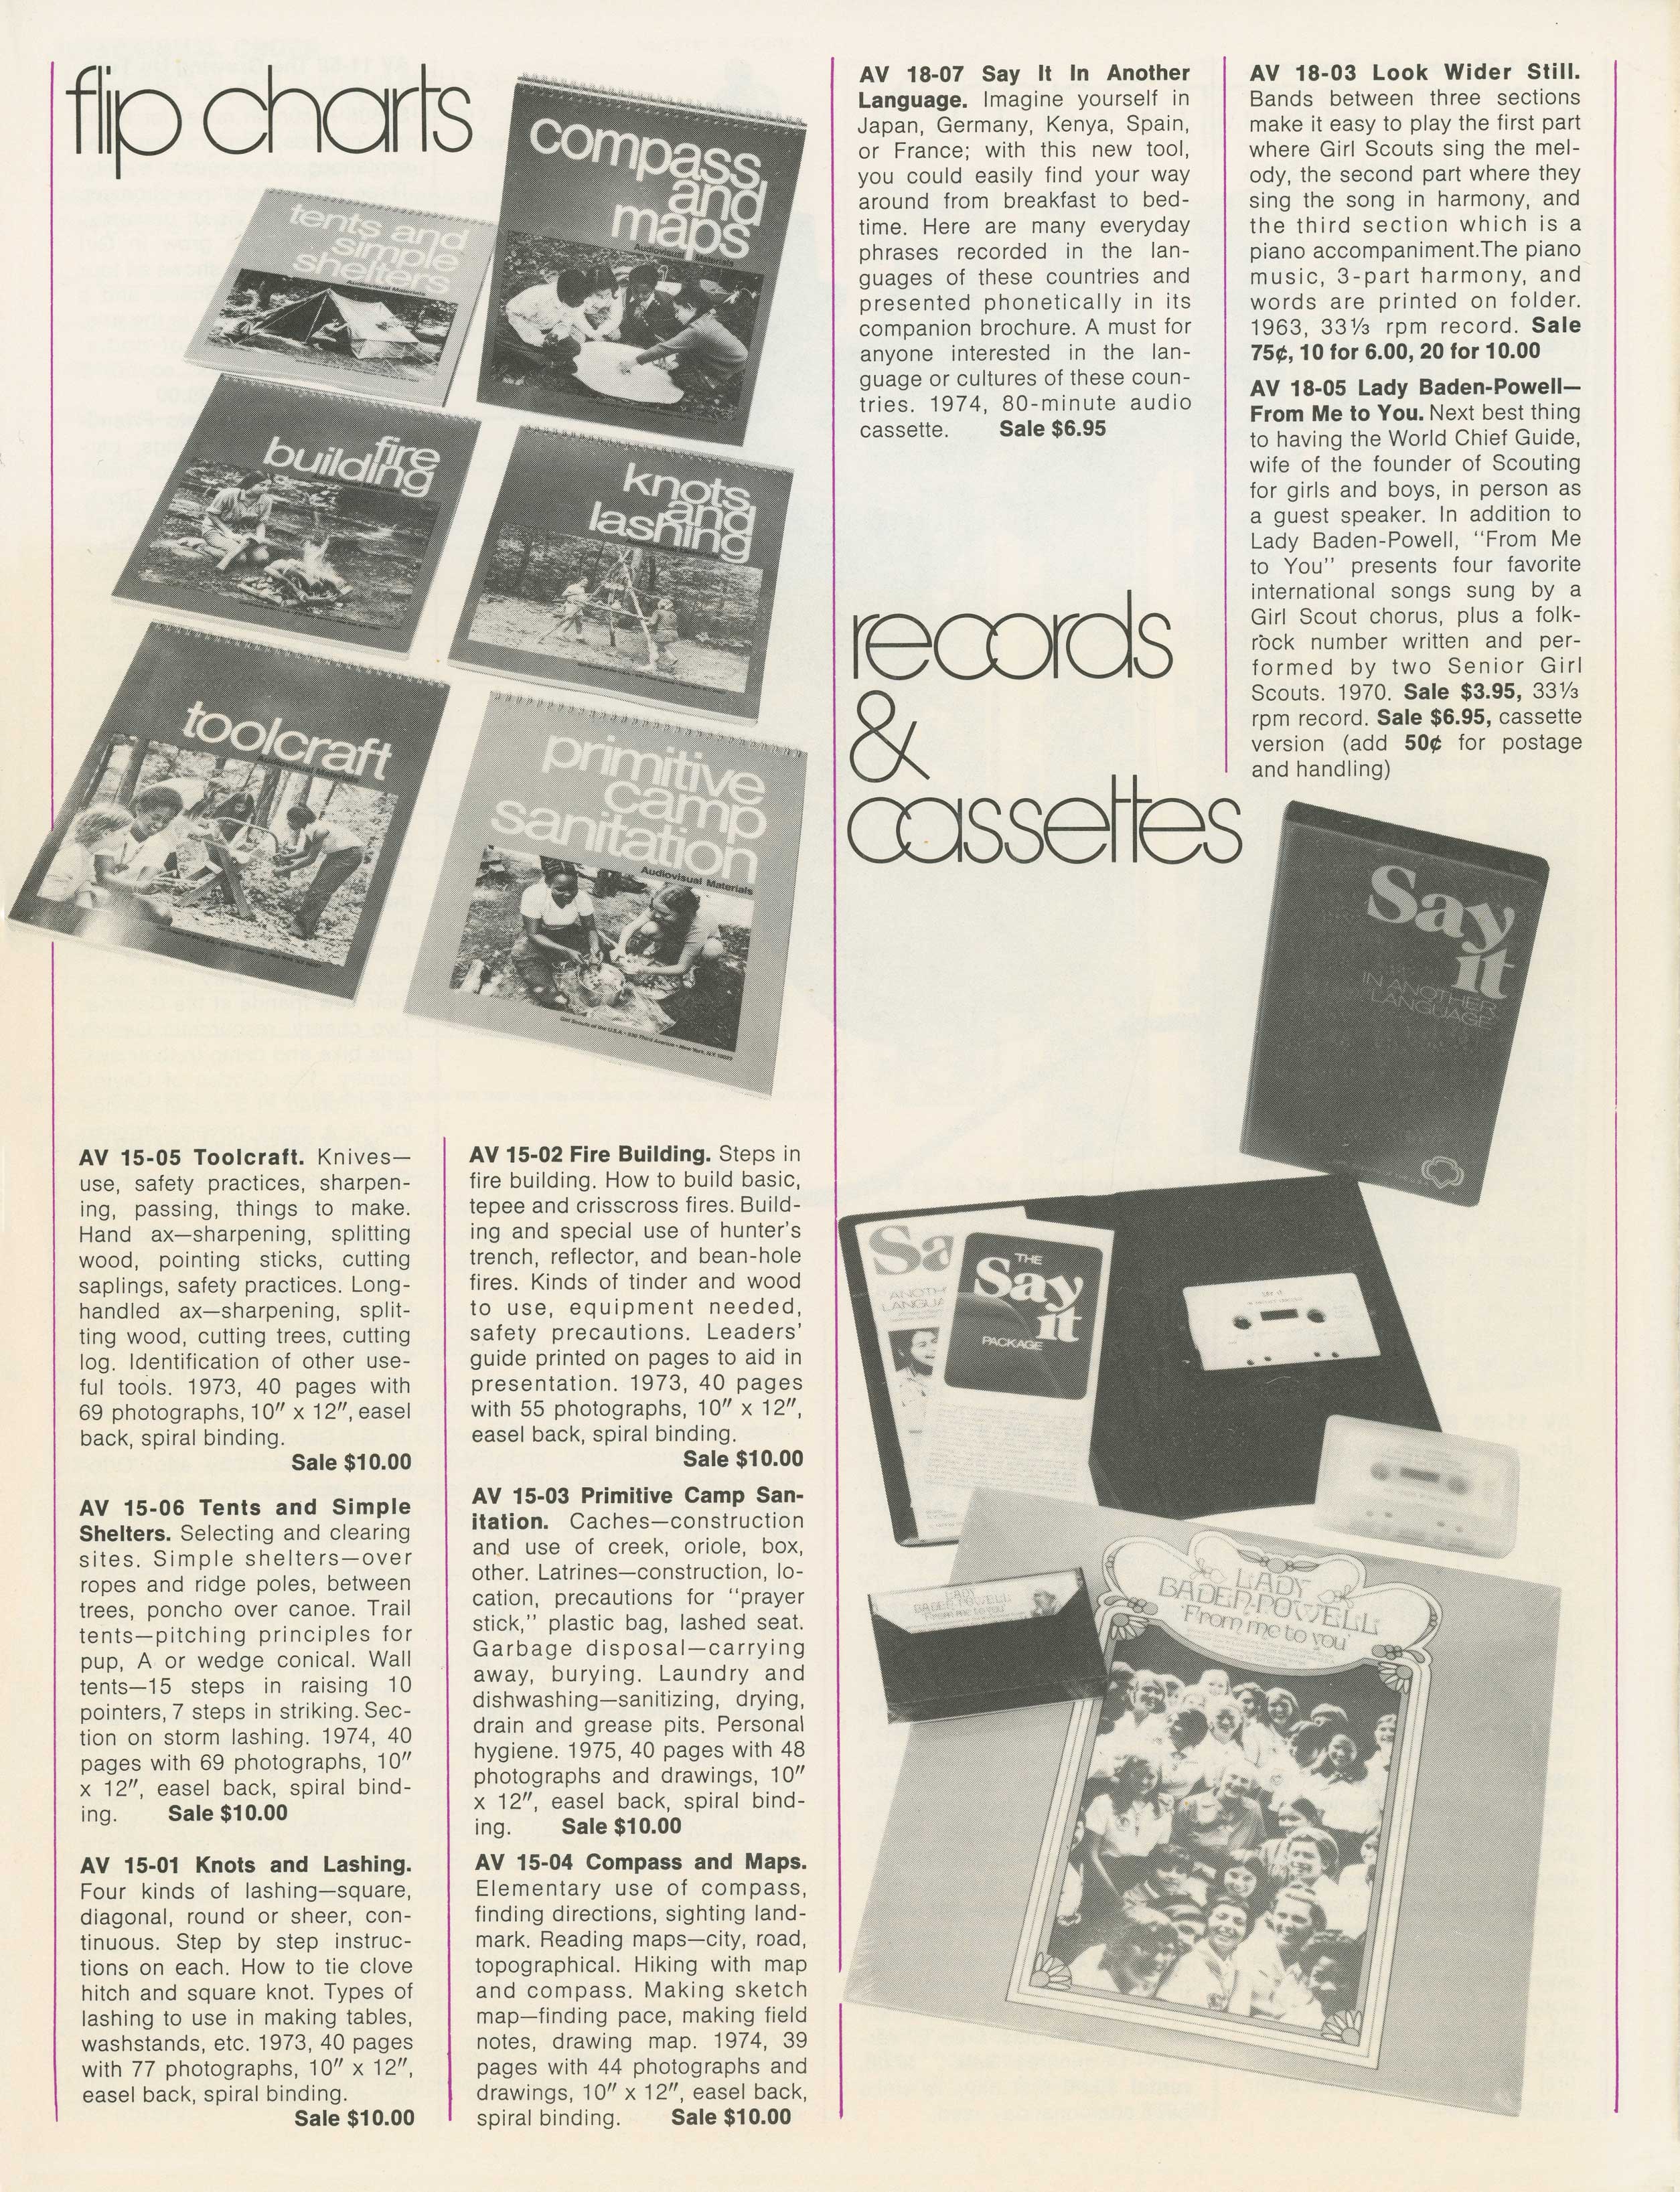 flip charts
compass
and
maps
Audiovisual Materials
tents and
simple
shelters
Audiovisual Materials
fire
building
knots
and
lashing
toolcraft
Audiovisual Materials
primitive
camp
sanitation
Audiovisual Materials
Girl Scouts of the U.S.A. • 830 Third Avenue • New York, N.Y. 10022
AV 15-05 Toolcraft. Knives—
use, safety practices, sharpen-
ing, passing, things to make.
Hand ax—sharpening, splitting
wood, pointing sticks, cutting
saplings, safety practices. Long-
handled ax—sharpening, split-
ting wood, cutting trees, cutting
log. Identification of other use-
ful tools. 1973, 40 pages with
69 photographs, 10″ x 12″, easel
back, spiral binding.
Sale $10.00
AV 15-06 Tents and Simple
Shelters. Selecting and clearing
sites. Simple shelters—over
ropes and ridge poles, between
trees, poncho over canoe. Trail
tents—pitching principles for
pup, A or wedge conical. Wall
tents—15 steps in raising 10
pointers, 7 steps in striking. Sec-
tion on storm lashing. 1974, 40
pages with 69 photographs, 10″
x 12″, easel back, spiral bind-
ing. Sale $10.00
AV 15-01 Knots and Lashing.
Four kinds of lashing—square,
diagonal, round or sheer, con-
tinuous. Step by step instruc-
tions on each. How to tie clove
hitch and square knot. Types of
lashing to use in making tables,
washstands, etc. 1973, 40 pages
with 77 photographs, 10″ x 12″,
easel back, spiral binding.
Sale $10.00
AV 15-02 Fire Building. Steps in
fire building. How to build basic,
tepee and crisscross fires. Build-
ing and special use of hunter's
trench, reflector, and bean-hole
fires. Kinds of tinder and wood
to use, equipment needed,
safety precautions. Leaders'
guide printed on pages to aid in
presentation. 1973, 40 pages
with 55 photographs, 10″ x 12″,
easel back, spiral binding.
Sale $10.00
AV 15-03 Primitive Camp San-
itation. Caches—construction
and use of creek, oriole, box,
other. Latrines—construction, lo-
cation, precautions for "prayer
stick," plastic bag, lashed seat.
Garbage disposal—carrying
away, burying. Laundry and
dishwashing—sanitizing, drying,
drain and grease pits. Personal
hygiene. 1975, 40 pages with 48
photographs and drawings, 10″
x 12″, easel back, spiral bind-
ing. Sale $10.00
AV 15-04 Compass and Maps.
Elementary use of compass,
finding directions, sighting land-
mark. Reading maps—city, road,
topographical. Hiking with map
and compass. Making sketch
map—finding pace, making field
notes, drawing map. 1974, 39
pages with 44 photographs and
drawings, 10″ x 12″, easel back,
spiral binding. Sale $10.00
AV 18-07 Say It In Another
Language. Imagine yourself in
Japan, Germany, Kenya, Spain,
or France; with this new tool,
you could easily find your way
around from breakfast to bed-
time. Here are many everyday
phrases recorded in the lan-
guages of these countries and
presented phonetically in its
companion brochure. A must for
anyone interested in the lan-
guage or cultures of these coun-
tries. 1974, 80-minute audio
cassette. Sale $6.95
records
&
cassettes
AV 18-03 Look Wider Still.
Bands between three sections
make it easy to play the first part
where Girl Scouts sing the mel-
ody, the second part where they
sing the song in harmony, and
the third section which is a
piano accompaniment.The piano
music, 3-part harmony, and
words are printed on folder.
1963, 33⅓ rpm record. Sale
75¢, 10 for 6.00, 20 for 10.00
AV 18-05 Lady Baden-Powell—
From Me to You. Next best thing
to having the World Chief Guide,
wife of the founder of Scouting
for girls and boys, in person as
a guest speaker. In addition to
Lady Baden-Powell, "From Me
to You" presents four favorite
international songs sung by a
Girl Scout chorus, plus a folk-
rock number written and per-
formed by two Senior Girl
Scouts. 1970. Sale $3.95, 33⅓
rpm record. Sale $6.95, cassette
version (add 50¢ for postage
and handling)
Say
it
IN ANOTHER
LANGUAGE
Sa
ANOTH
LANGUA
THE
Say
it
PACKAGE
Say it
LADY
BADEN-POWELL
"From me to you"
LADY
BADEN-POWELL
"From me to you"